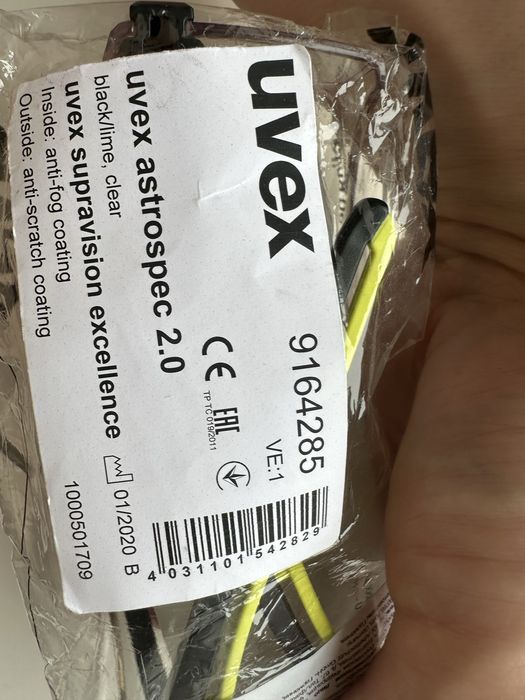 uvex
9164285
VE:1
CE
EAC
TP TC 019/2011
uvex astrospec 2.0
black/lime, clear
uvex supravision excellence
Inside: anti-fog coating
Outside: anti-scratch coating
01/2020 B
1000501709
4 031101 542829